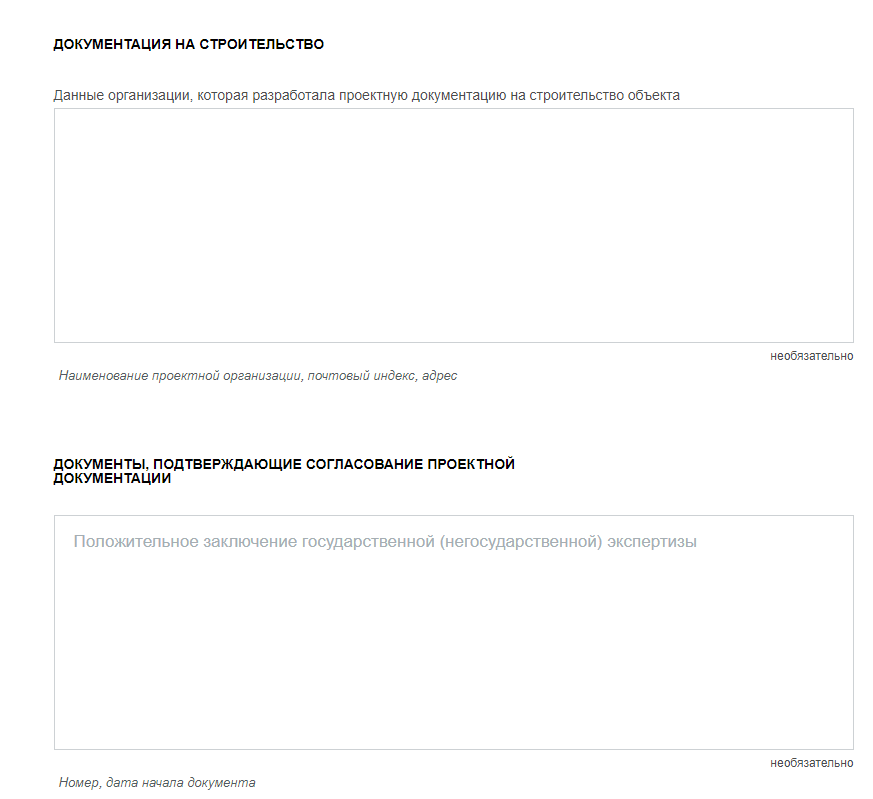 ДОКУМЕНТАЦИЯ НА СТРОИТЕЛЬСТВО
Данные организации, которая разработала проектную документацию на строительство объекта
необязательно
Наименование проектной организации, почтовый индекс, адрес
ДОКУМЕНТЫ, ПОДТВЕРЖДАЮЩИЕ СОГЛАСОВАНИЕ ПРОЕКТНОЙ
ДОКУМЕНТАЦИИ
Положительное заключение государственной (негосударственной) экспертизы
необязательно
Номер, дата начала документа